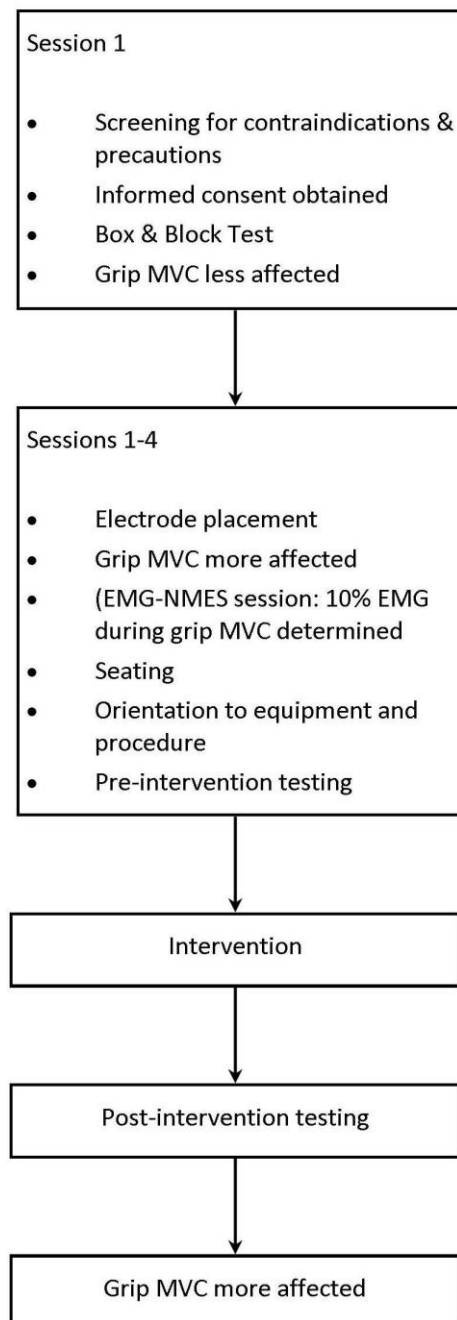 Session 1
• Screening for contraindications &
precautions
• Informed consent obtained
• Box & Block Test
• Grip MVC less affected
Sessions 1-4
• Electrode placement
• Grip MVC more affected
• (EMG-NMES session: 10% EMG
during grip MVC determined
• Seating
• Orientation to equipment and
procedure
• Pre-intervention testing
Intervention
Post-intervention testing
Grip MVC more affected